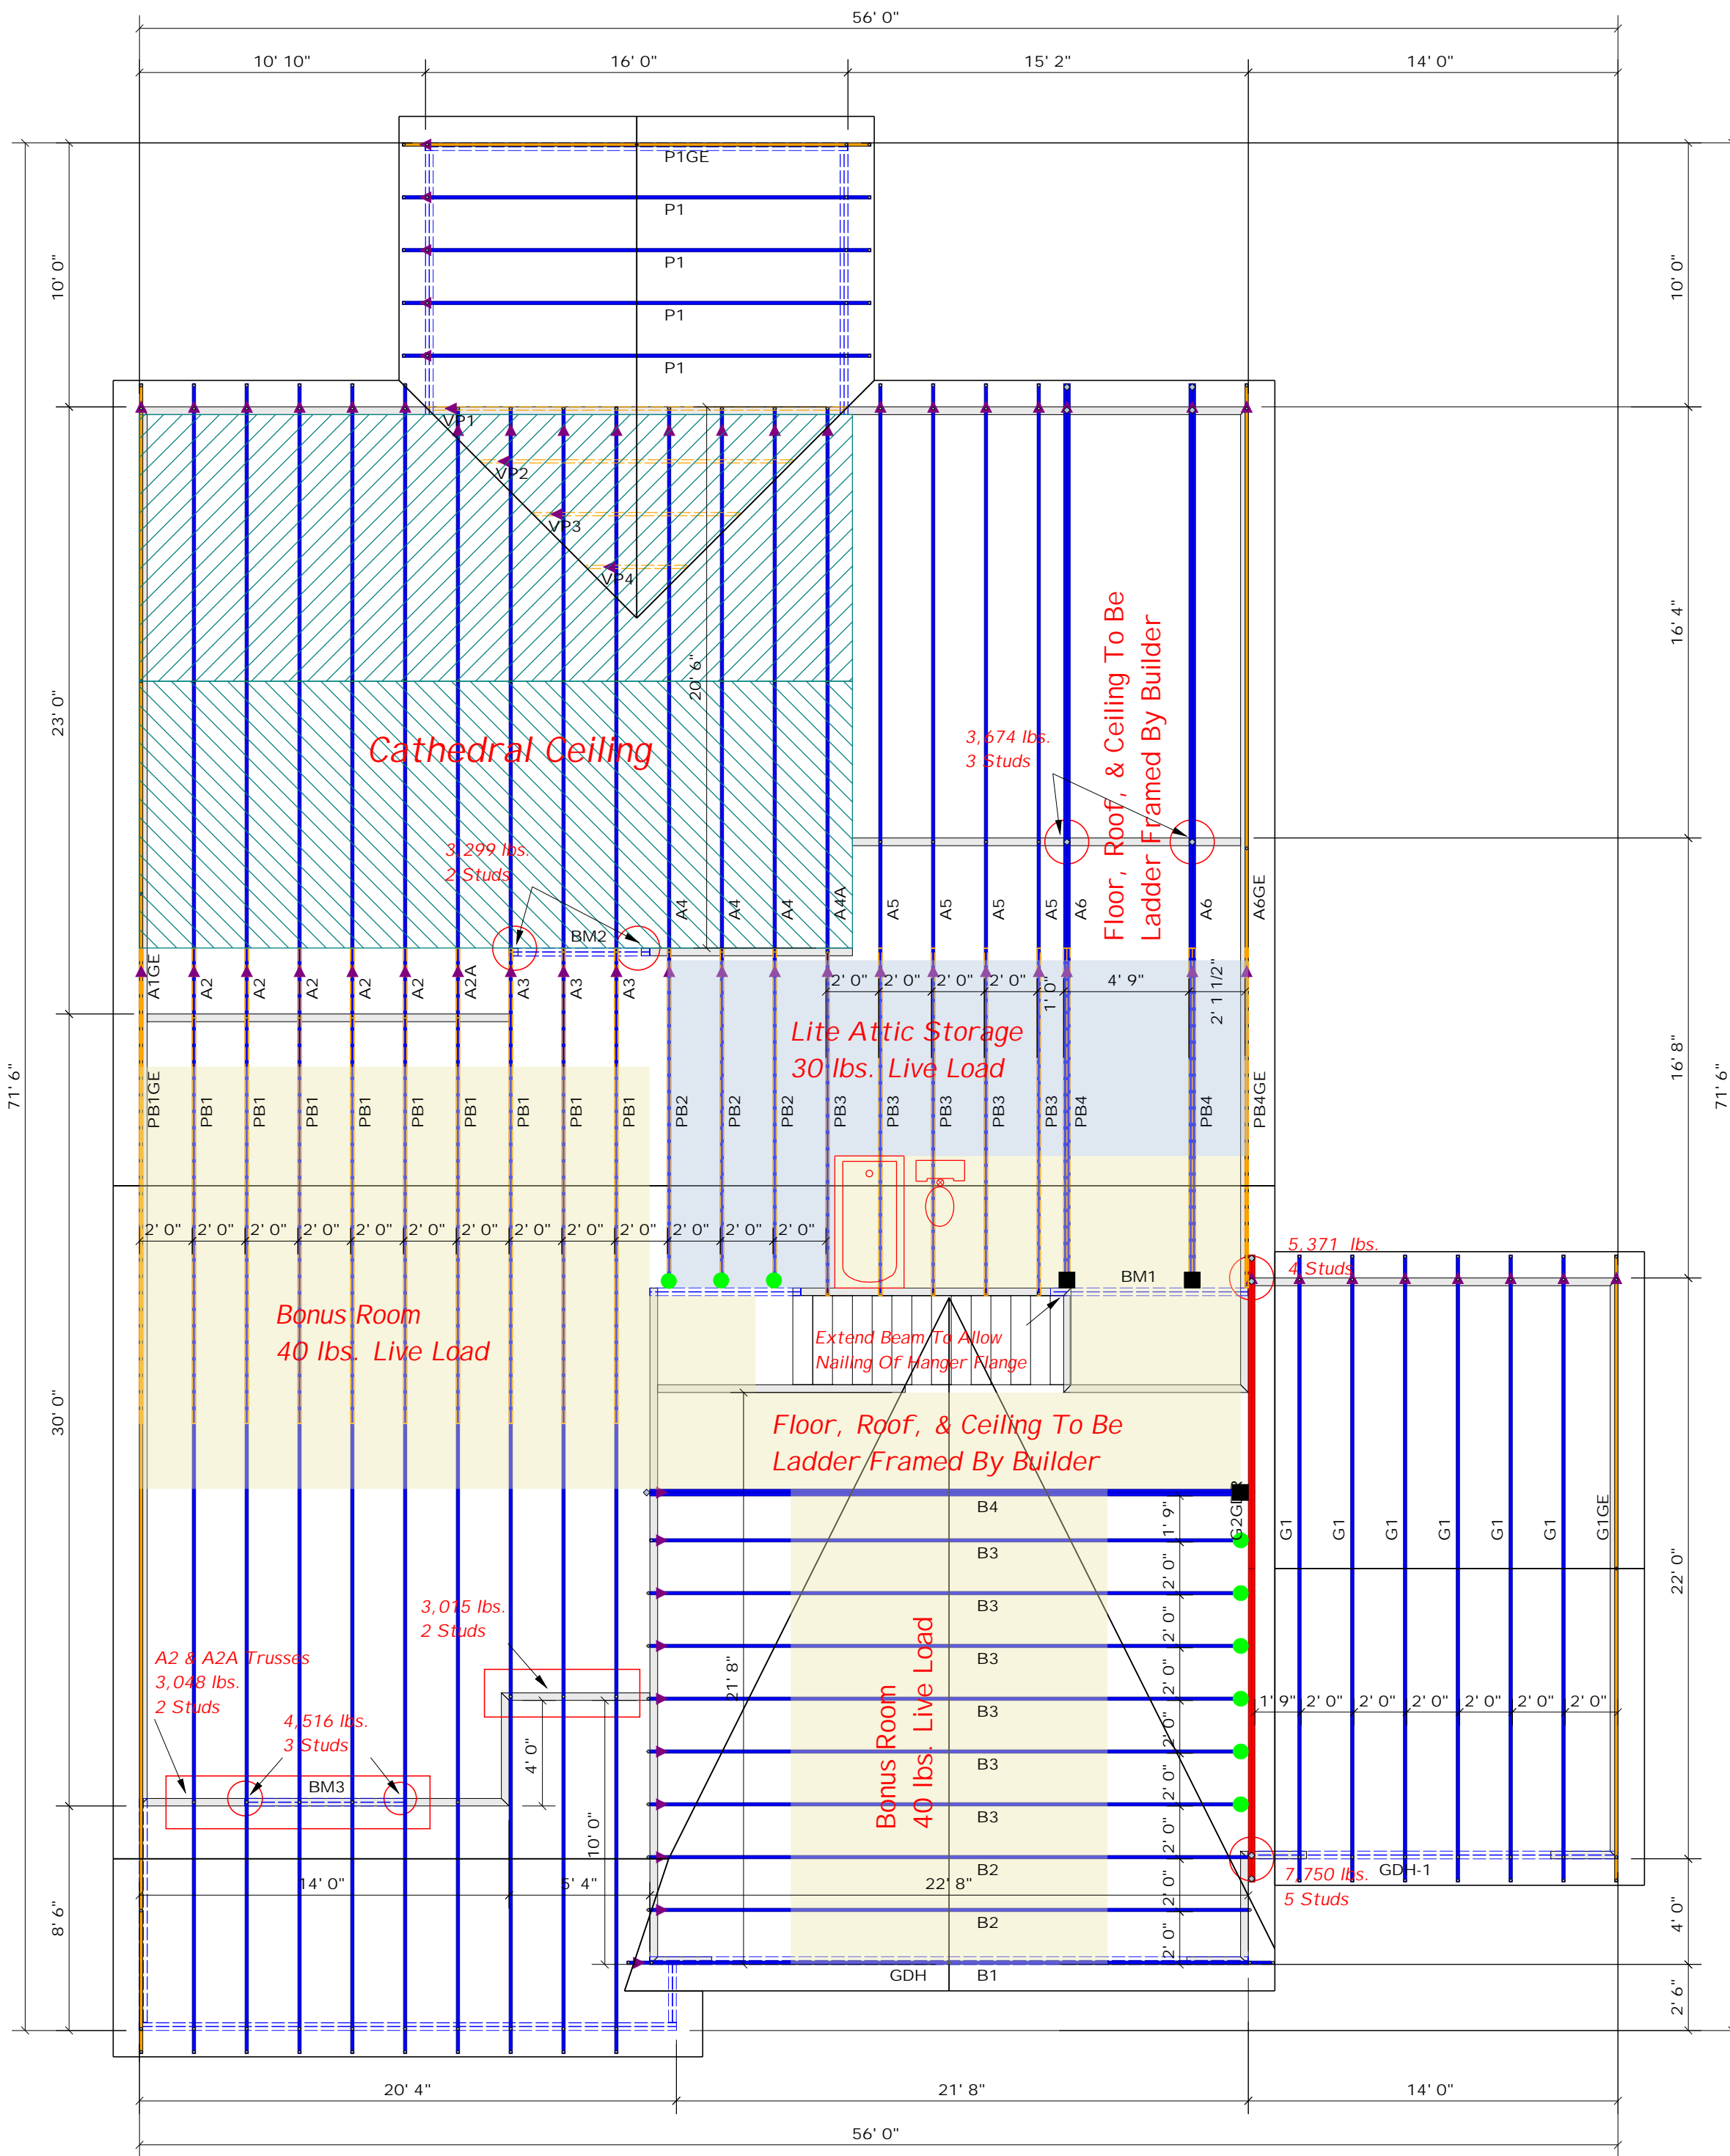 56' 0"
10' 10"
16' 0"
15' 2"
14' 0"
P1GE
P1
P1
P1
P1
10' 0"
10' 0"
VP1
VP2
VP3
VP4
20' 6"
23' 0"
16' 4"
Cathedral Ceiling
Floor, Roof, & Ceiling To Be
Ladder Framed By Builder
3,674 lbs.
3 Studs
3,299 lbs.
2 Studs
BM2
A4
A4
A4
A4A
A5
A5
A5
A5
A6
A6
A6GE
A1GE
A2
A2
A2
A2
A2
A2A
A3
A3
A3
2' 0"
2' 0"
2' 0"
2' 0"
1' 0"
4' 9"
2' 1 1/2"
Lite Attic Storage
30 lbs. Live Load
71' 6"
16' 8"
71' 6"
PB1GE
PB1
PB1
PB1
PB1
PB1
PB1
PB1
PB1
PB1
PB2
PB2
PB2
PB3
PB3
PB3
PB3
PB3
PB4
PB4
PB4GE
2' 0"
2' 0"
2' 0"
2' 0"
2' 0"
2' 0"
2' 0"
2' 0"
2' 0"
2' 0"
2' 0"
2' 0"
2' 0"
5,371 lbs.
4 Studs
BM1
Bonus Room
40 lbs. Live Load
Extend Beam To Allow
Nailing Of Hanger Flange
30' 0"
Floor, Roof, & Ceiling To Be
Ladder Framed By Builder
B4
B3
B3
B3
B3
B3
B3
B2
B2
B1
GDH
1' 9"
2' 0"
2' 0"
2' 0"
2' 0"
2' 0"
2' 0"
2' 0"
2' 0"
G2GDR
G1
G1
G1
G1
G1
G1
G1GE
22' 0"
Bonus Room
40 lbs. Live Load
21' 8"
3,015 lbs.
2 Studs
A2 & A2A Trusses
3,048 lbs.
2 Studs
4,516 lbs.
3 Studs
BM3
4' 0"
10' 0"
1' 9"
2' 0"
2' 0"
2' 0"
2' 0"
2' 0"
2' 0"
GDH-1
7,750 lbs.
5 Studs
14' 0"
5' 4"
22' 8"
8' 6"
4' 0"
2' 6"
20' 4"
21' 8"
14' 0"
56' 0"